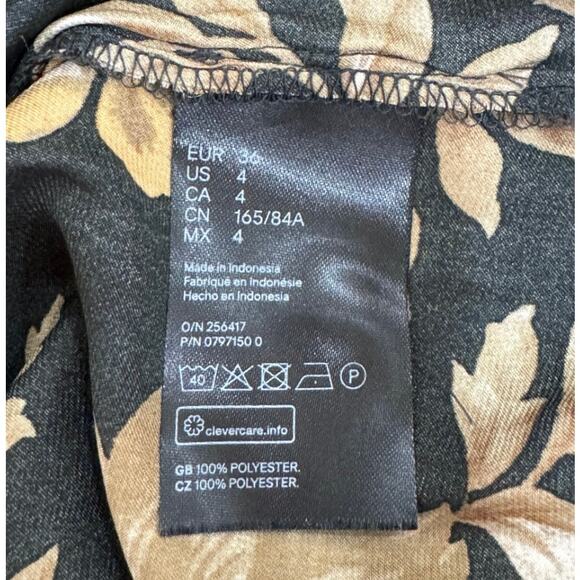 EUR 36
US 4
CA 4
CN 165/84A
MX 4
Made in Indonesia
Fabriqué en Indonésie
Hecho en Indonesia
O/N 256417
P/N 0797150 0
40 P
clevercare.info
GB 100% POLYESTER.
CZ 100% POLYESTER.